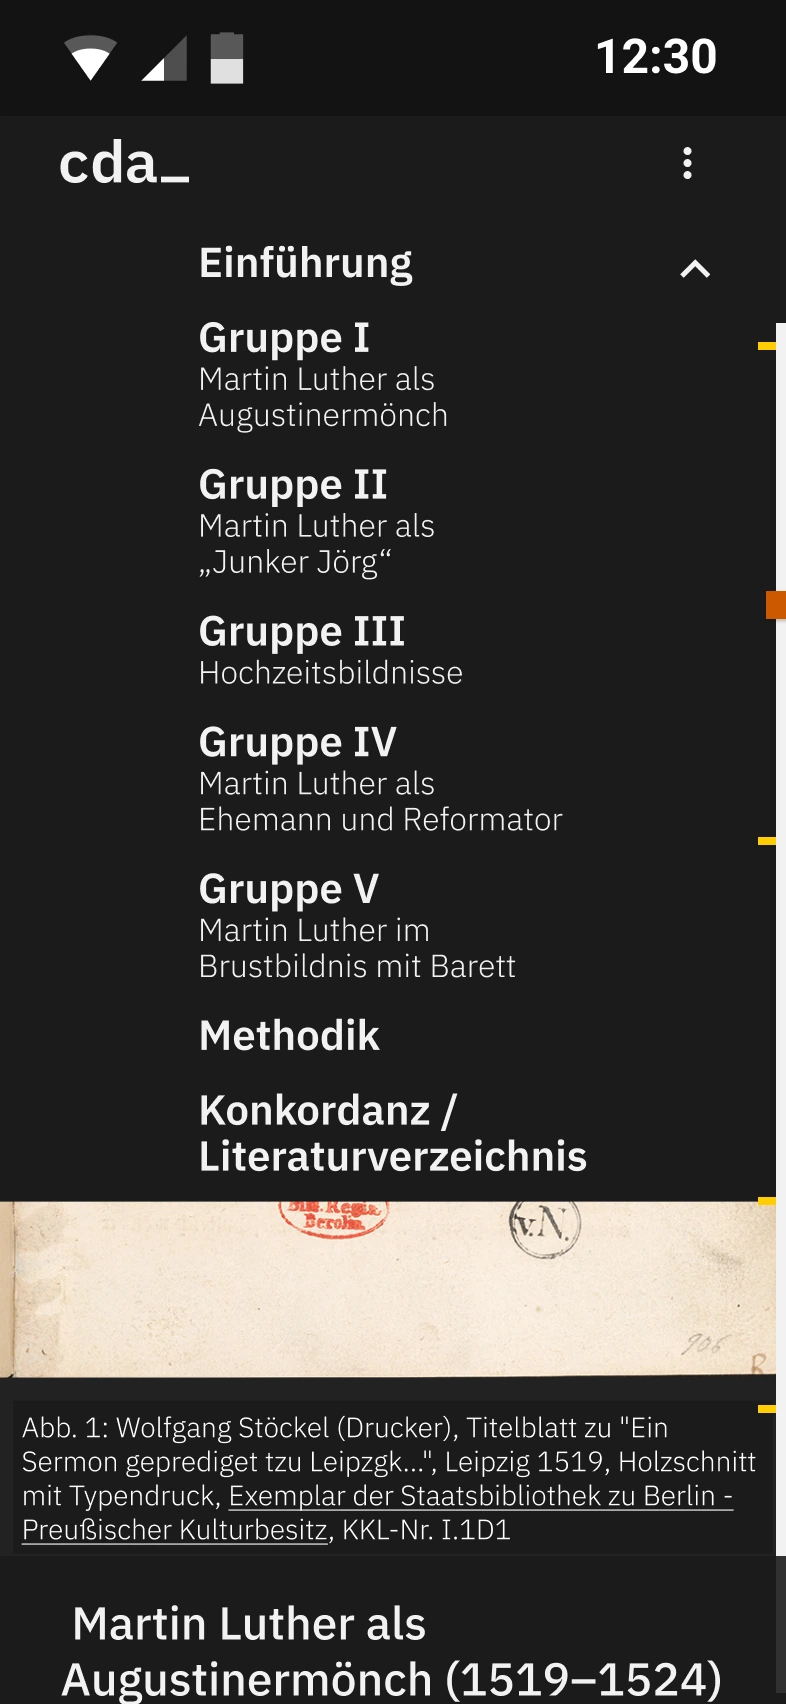 12:30
cda_
Einführung
Gruppe I
Martin Luther als
Augustinermönch
Gruppe II
Martin Luther als
„Junker Jörg“
Gruppe III
Hochzeitsbildnisse
Gruppe IV
Martin Luther als
Ehemann und Reformator
Gruppe V
Martin Luther im
Brustbildnis mit Barett
Methodik
Konkordanz /
Literaturverzeichnis
Regia
Berolin.
v.N.
906
Abb. 1: Wolfgang Stöckel (Drucker), Titelblatt zu "Ein
Sermon geprediget tzu Leipzgk...", Leipzig 1519, Holzschnitt
mit Typendruck, Exemplar der Staatsbibliothek zu Berlin -
Preußischer Kulturbesitz, KKL-Nr. I.1D1
Martin Luther als
Augustinermönch (1519–1524)